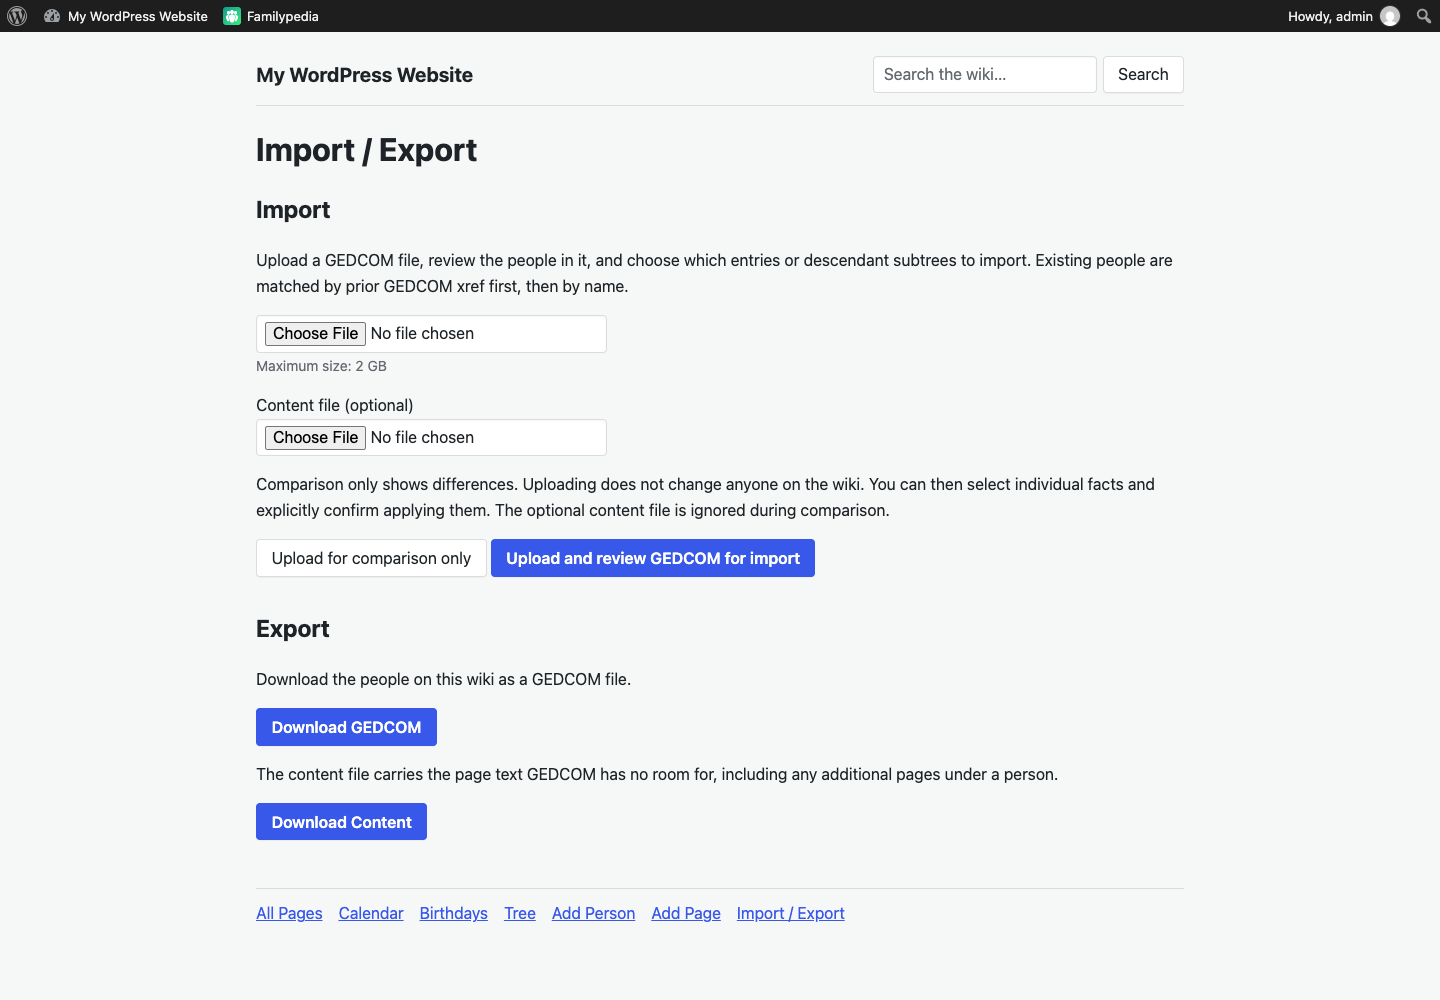 My WordPress Website
Familypedia
Howdy, admin
My WordPress Website
Search the wiki...
Search
Import / Export
Import
Upload a GEDCOM file, review the people in it, and choose which entries or descendant subtrees to import. Existing people are
matched by prior GEDCOM xref first, then by name.
Choose File No file chosen
Maximum size: 2 GB
Content file (optional)
Choose File No file chosen
Comparison only shows differences. Uploading does not change anyone on the wiki. You can then select individual facts and
explicitly confirm applying them. The optional content file is ignored during comparison.
Upload for comparison only
Upload and review GEDCOM for import
Export
Download the people on this wiki as a GEDCOM file.
Download GEDCOM
The content file carries the page text GEDCOM has no room for, including any additional pages under a person.
Download Content
All Pages Calendar Birthdays Tree Add Person Add Page Import / Export